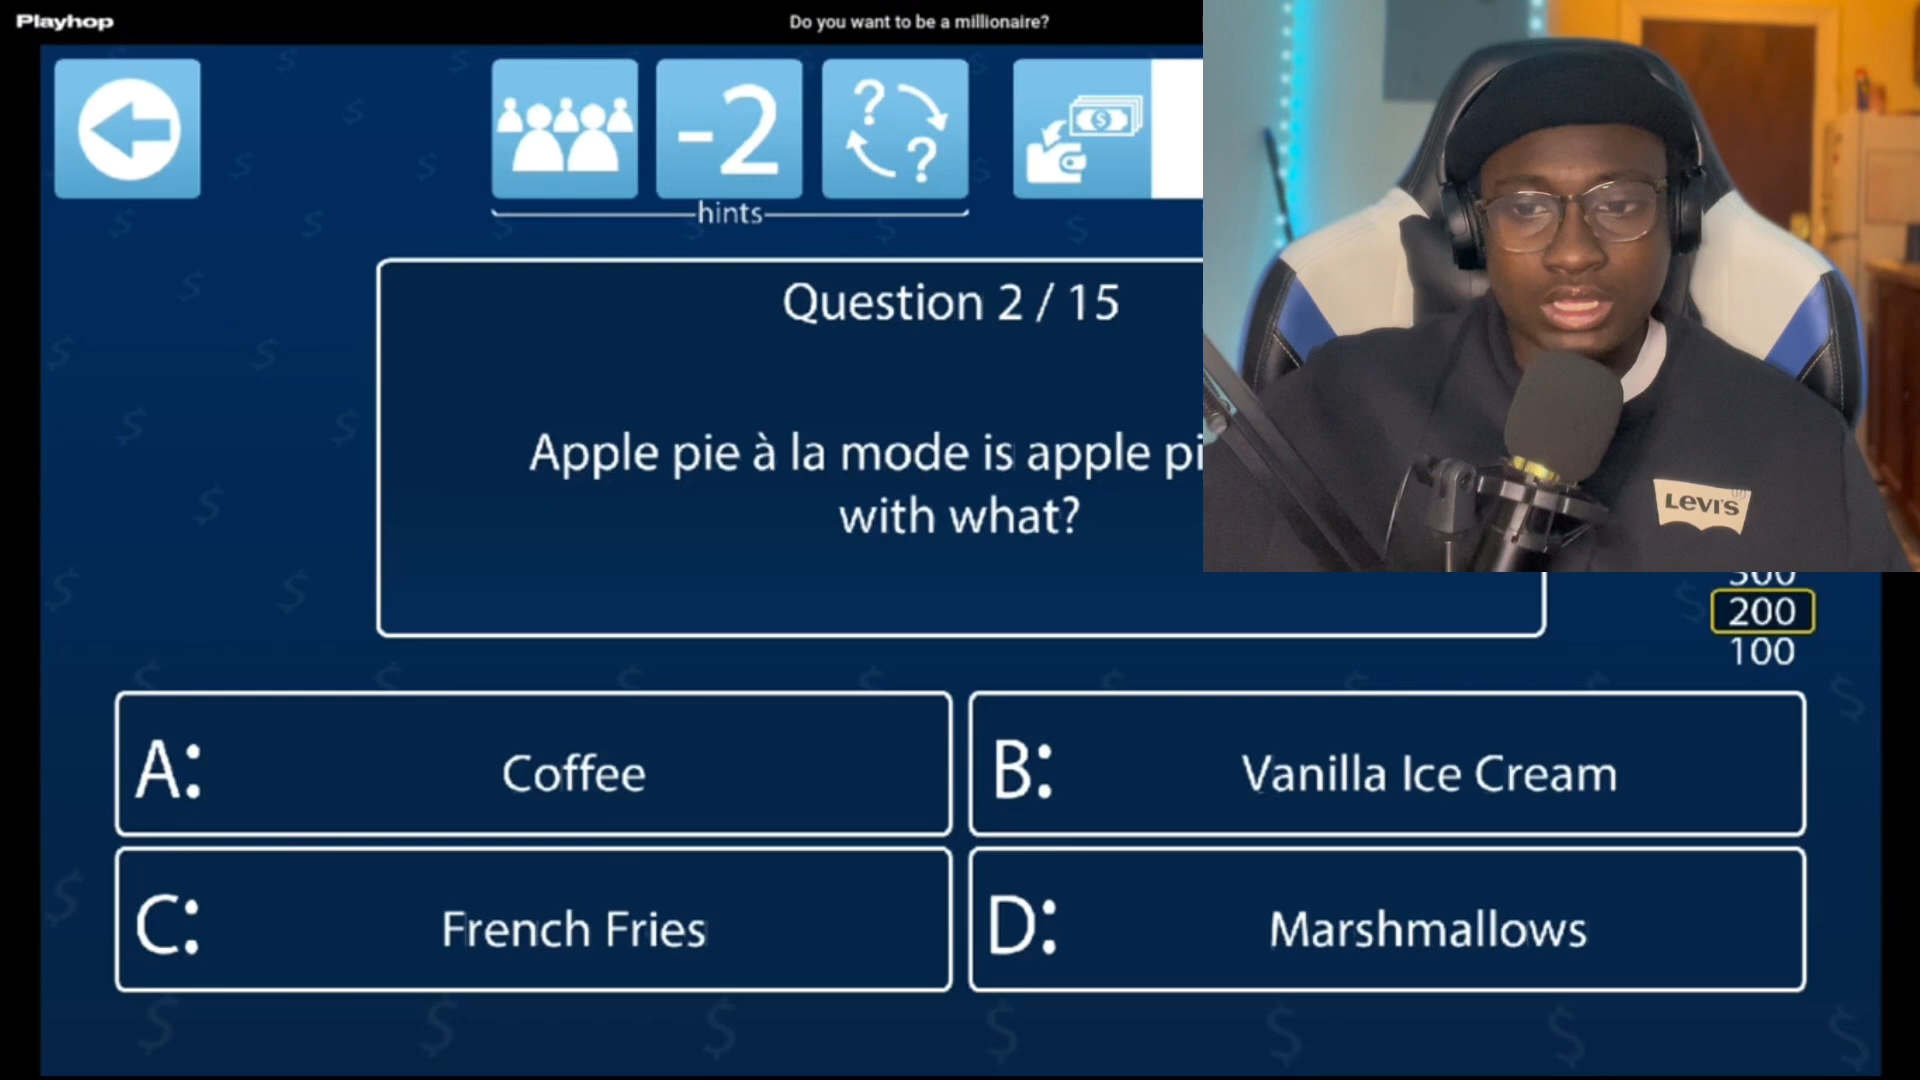 Playhop
Do you want to be a millionaire?
-2
? ?
hints
Question 2 / 15
Apple pie à la mode is apple
with what?
LEVI'S
300
200
100
A: Coffee
B: Vanilla Ice Cream
C: French Fries
D: Marshmallows